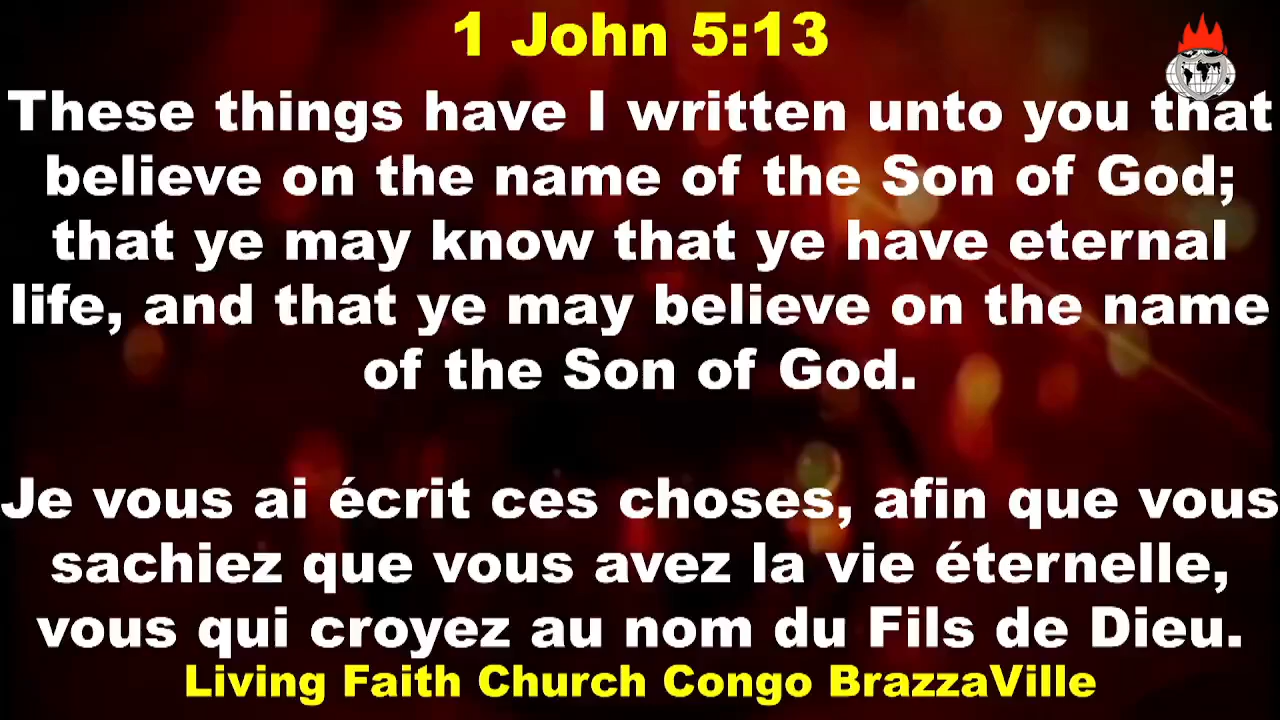 1 John 5:13
These things have I written unto you that
believe on the name of the Son of God;
that ye may know that ye have eternal
life, and that ye may believe on the name
of the Son of God.
Je vous ai écrit ces choses, afin que vous
sachiez que vous avez la vie éternelle,
vous qui croyez au nom du Fils de Dieu.
Living Faith Church Congo BrazzaVille